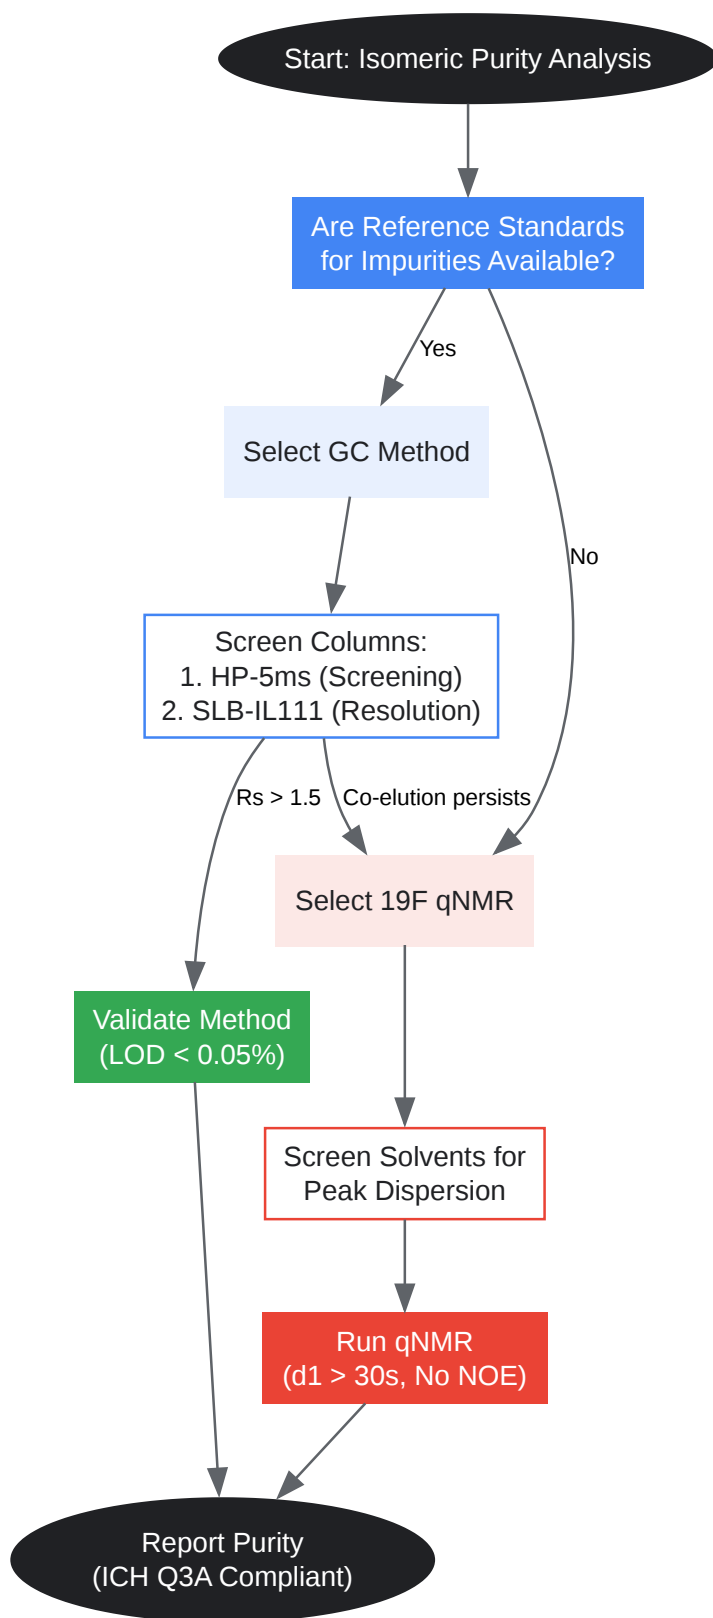 Start: Isomeric Purity Analysis
Are Reference Standards
for Impurities Available?
Yes
Select GC Method
No
Screen Columns:
1. HP-5ms (Screening)
2. SLB-IL111 (Resolution)
Rs > 1.5
Co-elution persists
Select 19F qNMR
Validate Method
(LOD < 0.05%)
Screen Solvents for
Peak Dispersion
Run qNMR
(d1 > 30s, No NOE)
Report Purity
(ICH Q3A Compliant)